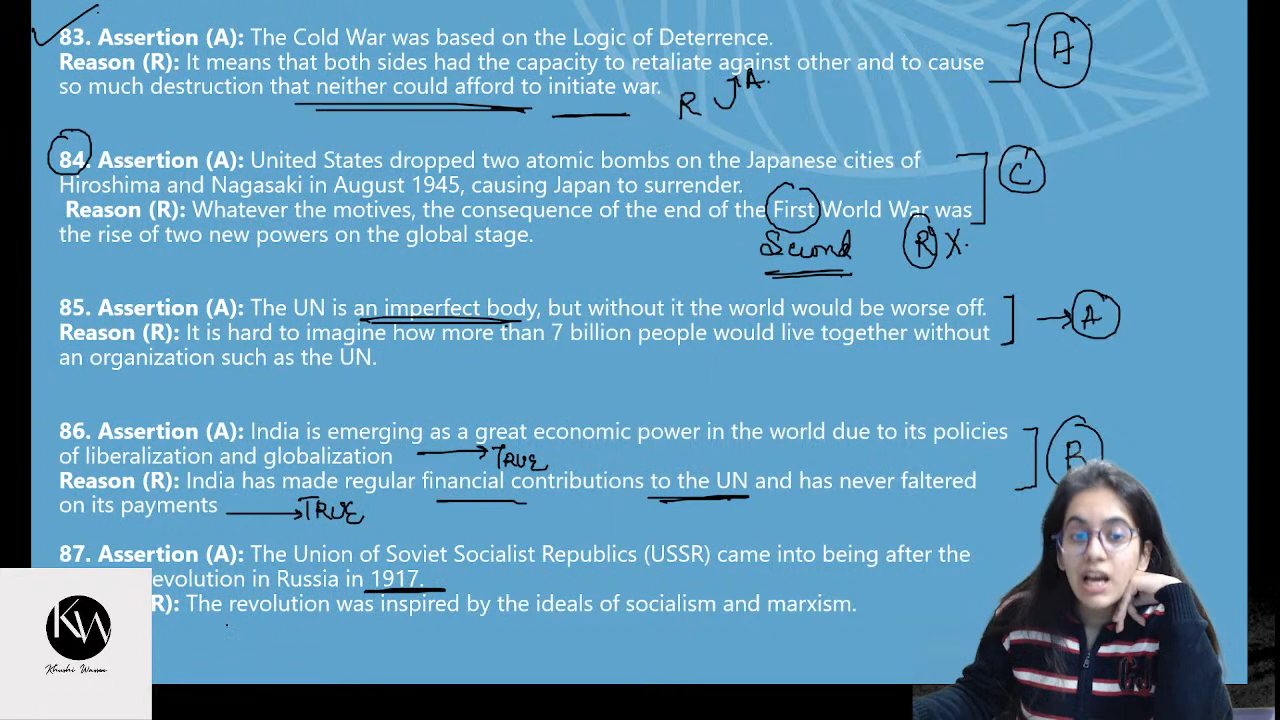 83. Assertion (A): The Cold War was based on the Logic of Deterrence.
Reason (R): It means that both sides had the capacity to retaliate against other and to cause
so much destruction that neither could afford to initiate war.
A
R A.
84. Assertion (A): United States dropped two atomic bombs on the Japanese cities of
Hiroshima and Nagasaki in August 1945, causing Japan to surrender.
Reason (R): Whatever the motives, the consequence of the end of the First World War was
the rise of two new powers on the global stage.
C
Second R X.
85. Assertion (A): The UN is an imperfect body, but without it the world would be worse off.
Reason (R): It is hard to imagine how more than 7 billion people would live together without
an organization such as the UN.
A
86. Assertion (A): India is emerging as a great economic power in the world due to its policies
of liberalization and globalization TRUE
Reason (R): India has made regular financial contributions to the UN and has never faltered
on its payments TRUE
B
87. Assertion (A): The Union of Soviet Socialist Republics (USSR) came into being after the
evolution in Russia in 1917.
R): The revolution was inspired by the ideals of socialism and marxism.
KW
Khushi Wasson